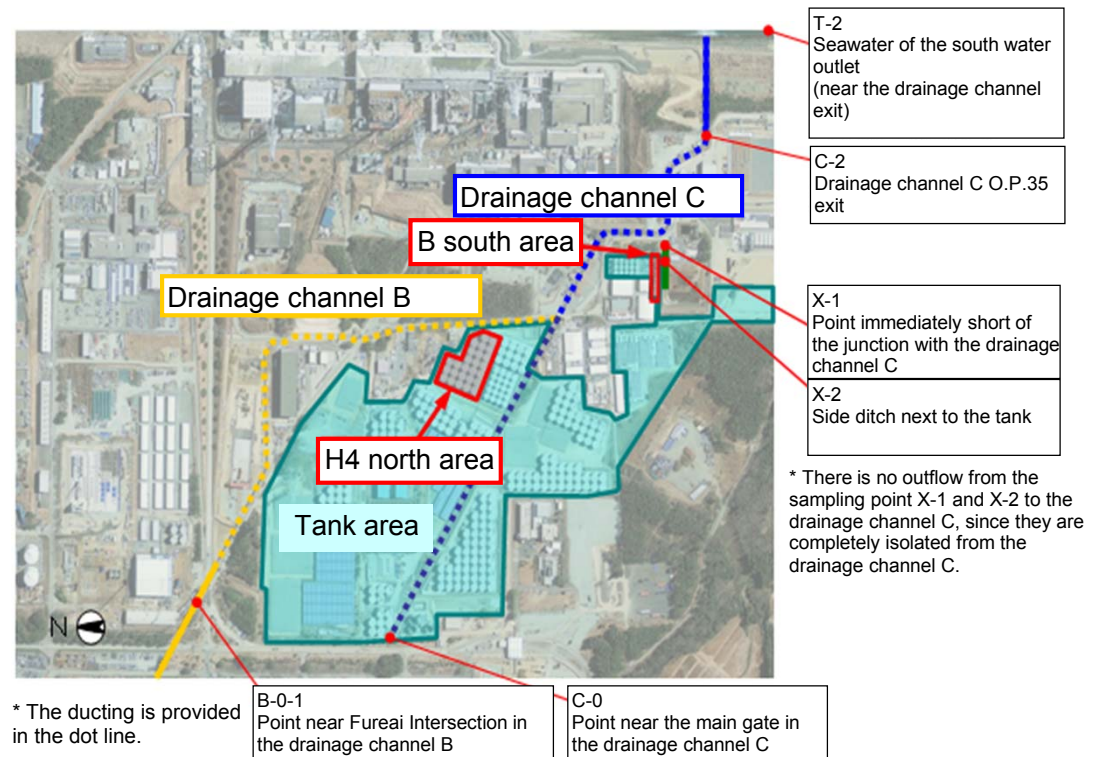 T-2
Seawater of the south water
outlet
(near the drainage channel
exit)
C-2
Drainage channel C O.P.35
exit
Drainage channel C
B south area
Drainage channel B
X-1
Point immediately short of
the junction with the drainage
channel C
X-2
Side ditch next to the tank
H4 north area
* There is no outflow from the
sampling point X-1 and X-2 to the
drainage channel C, since they are
completely isolated from the
drainage channel C.
Tank area
N
* The ducting is provided
in the dot line.
B-0-1
Point near Fureai Intersection in
the drainage channel B
C-0
Point near the main gate in
the drainage channel C